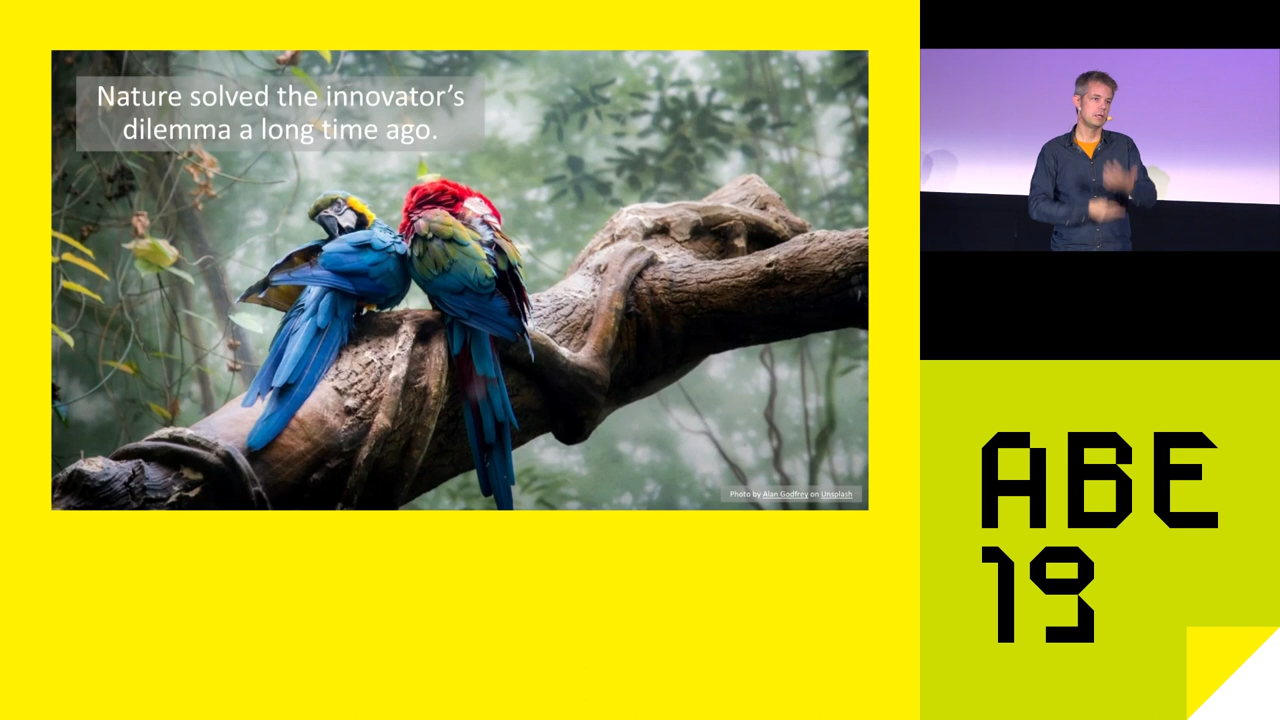 Nature solved the innovator's
dilemma a long time ago.
Photo by Alan Godfrey on Unsplash
ABE
19